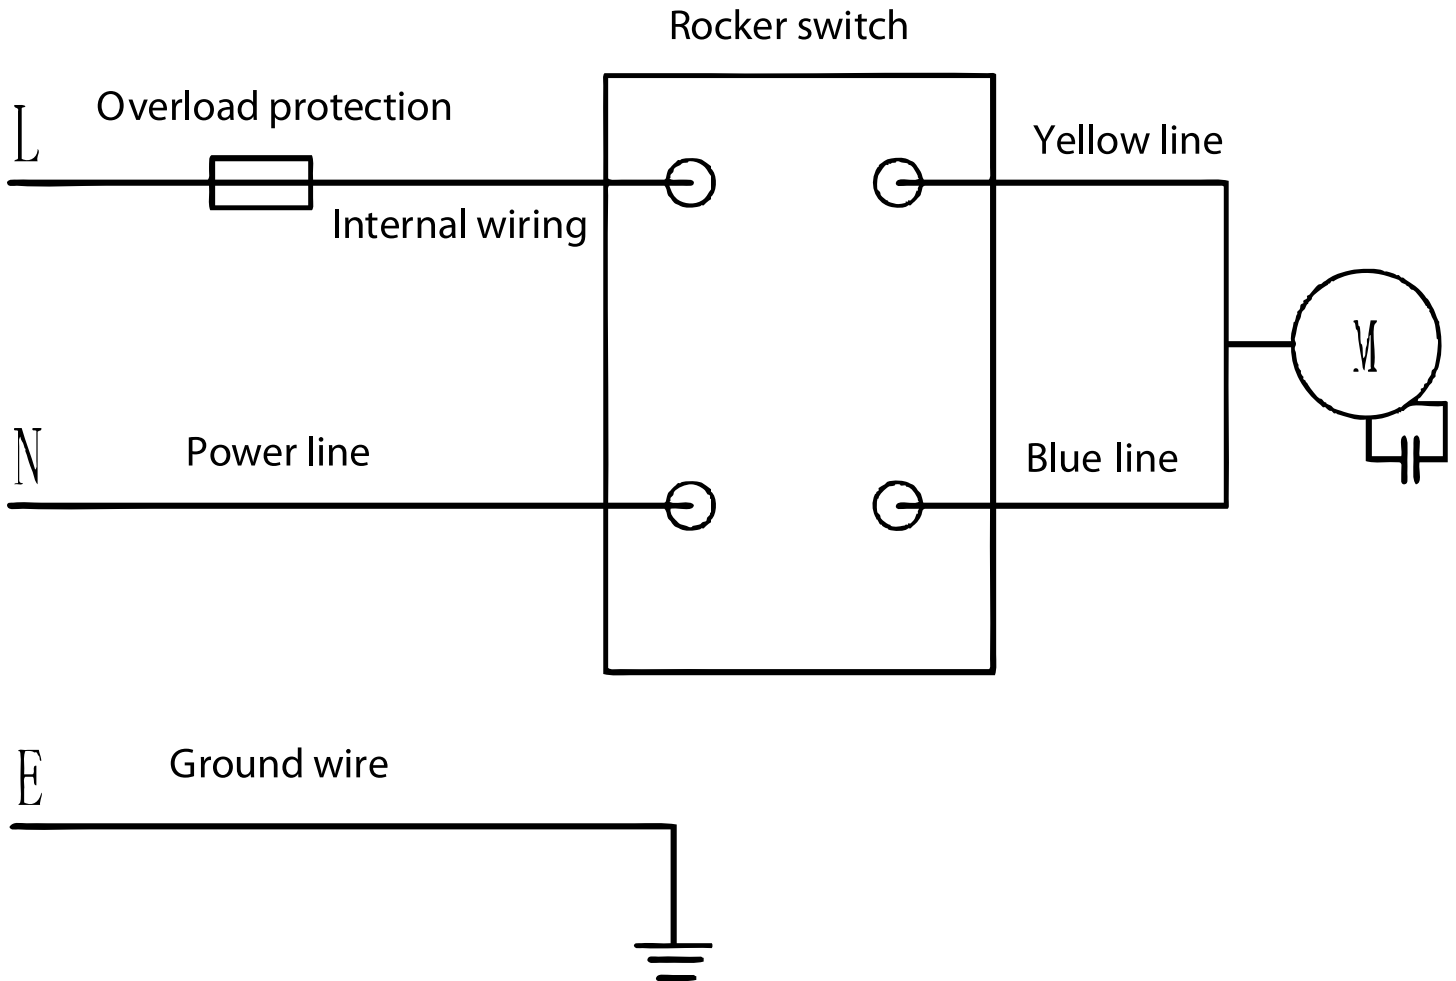 Rocker switch
L
Overload protection
Yellow line
Internal wiring
M
N
Power line
Blue line
E
Ground wire